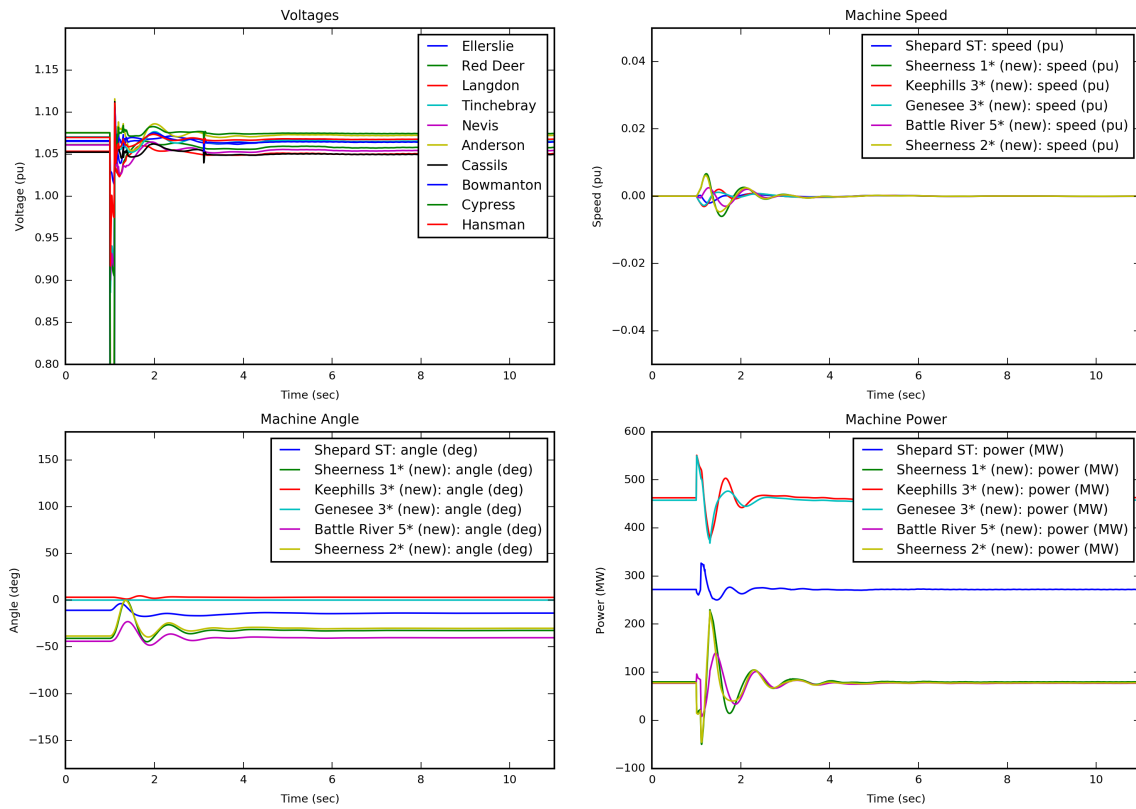 Voltages
1.15
1.10
1.05
1.00
0.95
0.90
0.85
0.80
Voltage (pu)
0 2 4 6 8 10
Time (sec)
Ellerslie
Red Deer
Langdon
Tinchebray
Nevis
Anderson
Cassils
Bowmanton
Cypress
Hansman
Machine Speed
0.04
0.02
0.00
−0.02
−0.04
Speed (pu)
0 2 4 6 8 10
Time (sec)
Shepard ST: speed (pu)
Sheerness 1* (new): speed (pu)
Keephills 3* (new): speed (pu)
Genesee 3* (new): speed (pu)
Battle River 5* (new): speed (pu)
Sheerness 2* (new): speed (pu)
Machine Angle
150
100
50
0
−50
−100
−150
Angle (deg)
0 2 4 6 8 10
Time (sec)
Shepard ST: angle (deg)
Sheerness 1* (new): angle (deg)
Keephills 3* (new): angle (deg)
Genesee 3* (new): angle (deg)
Battle River 5* (new): angle (deg)
Sheerness 2* (new): angle (deg)
Machine Power
600
500
400
300
200
100
0
−100
Power (MW)
0 2 4 6 8 10
Time (sec)
Shepard ST: power (MW)
Sheerness 1* (new): power (MW)
Keephills 3* (new): power (MW)
Genesee 3* (new): power (MW)
Battle River 5* (new): power (MW)
Sheerness 2* (new): power (MW)